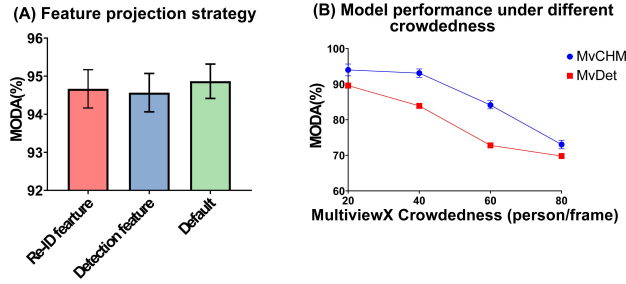 (A) Feature projection strategy
96
95
94
93
92
MODA(%)
Re-ID fearture
Detection feature
Default
(B) Model performance under different
crowdedness
100
90
80
70
60
MODA(%)
20
40
60
80
MultiviewX Crowdedness (person/frame)
MvCHM
MvDet